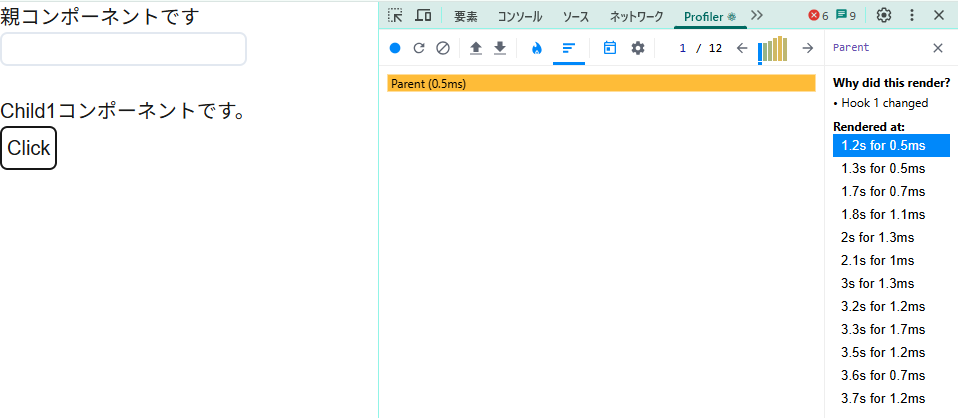 親コンポーネントです
Child1コンポーネントです。
Click
要素 コンソール ソース ネットワーク Profiler 6 9
1 / 12
Parent (0.5ms)
Parent
Why did this render?
• Hook 1 changed
Rendered at:
1.2s for 0.5ms
1.3s for 0.5ms
1.7s for 0.7ms
1.8s for 1.1ms
2s for 1.3ms
2.1s for 1ms
3s for 1.3ms
3.2s for 1.2ms
3.3s for 1.7ms
3.5s for 1.2ms
3.6s for 0.7ms
3.7s for 1.2ms